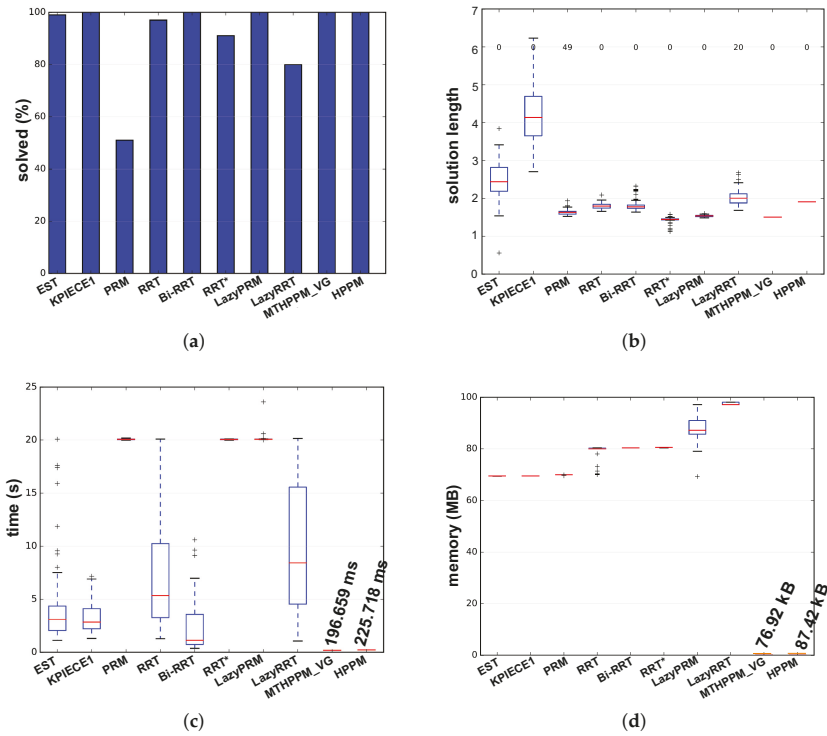 100
80
60
40
20
0
solved (%)
EST
KPIECE1
PRM
RRT
Bi-RRT
RRT*
LazyPRM
LazyRRT
MTHPPM_VG
HPPM
(a)
7
6
5
4
3
2
1
0
solution length
0 0 49 0 0 0 0 20 0 0
EST
KPIECE1
PRM
RRT
Bi-RRT
RRT*
LazyPRM
LazyRRT
MTHPPM_VG
HPPM
(b)
25
20
15
10
5
0
time (s)
196.659 ms
225.718 ms
EST
KPIECE1
PRM
RRT
Bi-RRT
RRT*
LazyPRM
LazyRRT
MTHPPM_VG
HPPM
(c)
100
80
60
40
20
0
memory (MB)
76.92 kB
87.42 kB
EST
KPIECE1
PRM
RRT
Bi-RRT
RRT*
LazyPRM
LazyRRT
MTHPPM_VG
HPPM
(d)